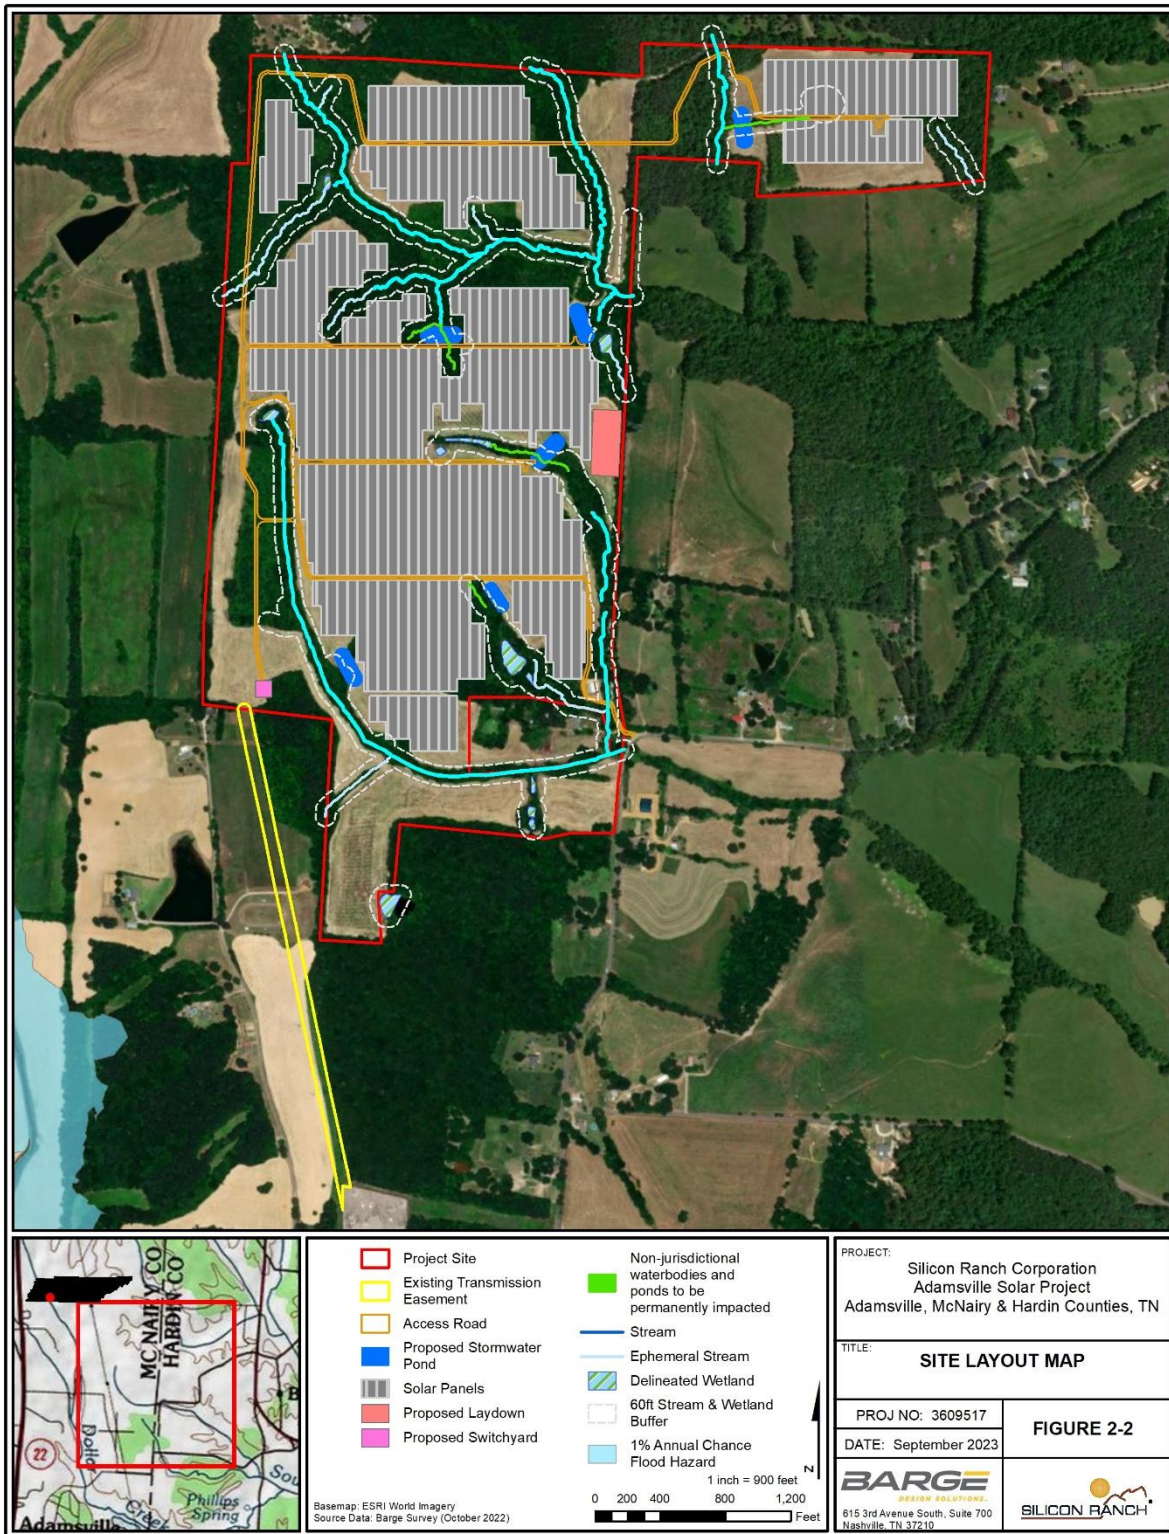 MC NAIRY CO
HARDIN CO
22
Dollar
Creek
Phillips
Spring
Sou
B
Adamsville
Project Site
Existing Transmission
Easement
Access Road
Proposed Stormwater
Pond
Solar Panels
Proposed Laydown
Proposed Switchyard
Basemap: ESRI World Imagery
Source Data: Barge Survey (October 2022)
Non-jurisdictional
waterbodies and
ponds to be
permanently impacted
Stream
Ephemeral Stream
Delineated Wetland
60ft Stream & Wetland
Buffer
1% Annual Chance
Flood Hazard
1 inch = 900 feet
N
0 200 400 800 1,200
Feet
PROJECT:
Silicon Ranch Corporation
Adamsville Solar Project
Adamsville, McNairy & Hardin Counties, TN
TITLE:
SITE LAYOUT MAP
PROJ NO: 3609517
DATE: September 2023
FIGURE 2-2
BARGE
DESIGN SOLUTIONS.
615 3rd Avenue South, Suite 700
Nashville, TN 37210
SILICON RANCH